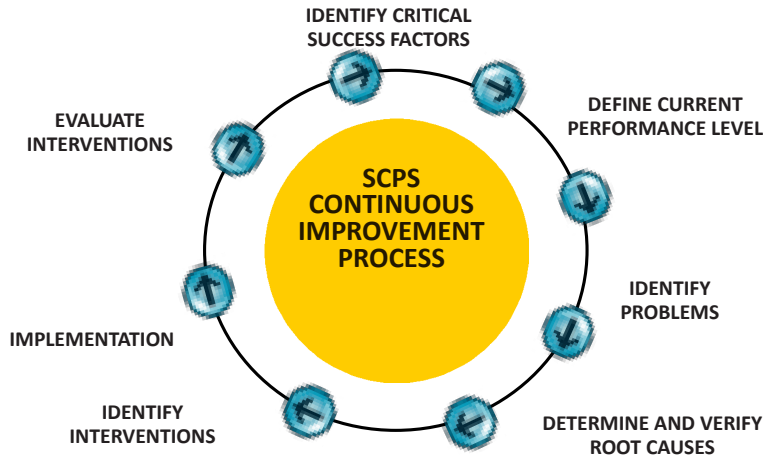 IDENTIFY CRITICAL
SUCCESS FACTORS
DEFINE CURRENT
PERFORMANCE LEVEL
IDENTIFY
PROBLEMS
DETERMINE AND VERIFY
ROOT CAUSES
IDENTIFY
INTERVENTIONS
IMPLEMENTATION
EVALUATE
INTERVENTIONS
SCPS
CONTINUOUS
IMPROVEMENT
PROCESS